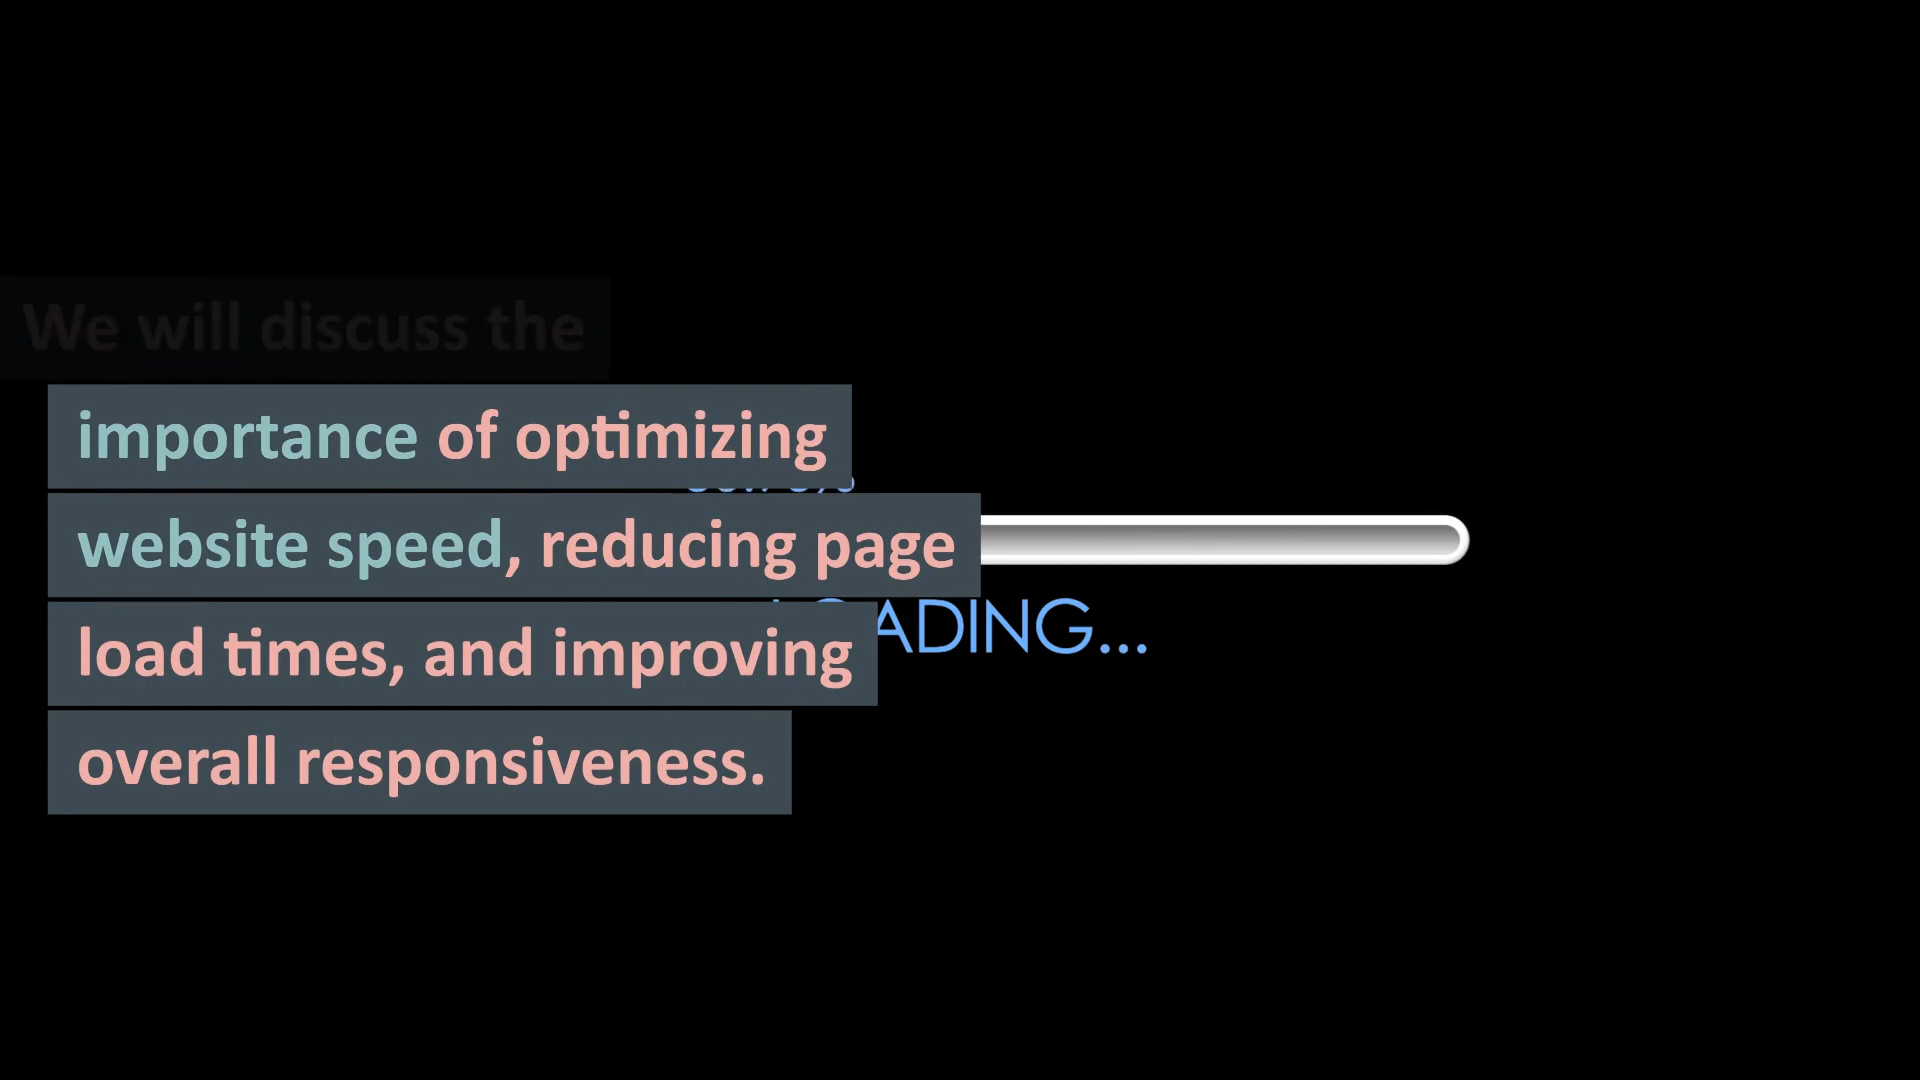 We will discuss the
importance of optimizing
website speed, reducing page
load times, and improving
overall responsiveness.
ADING...